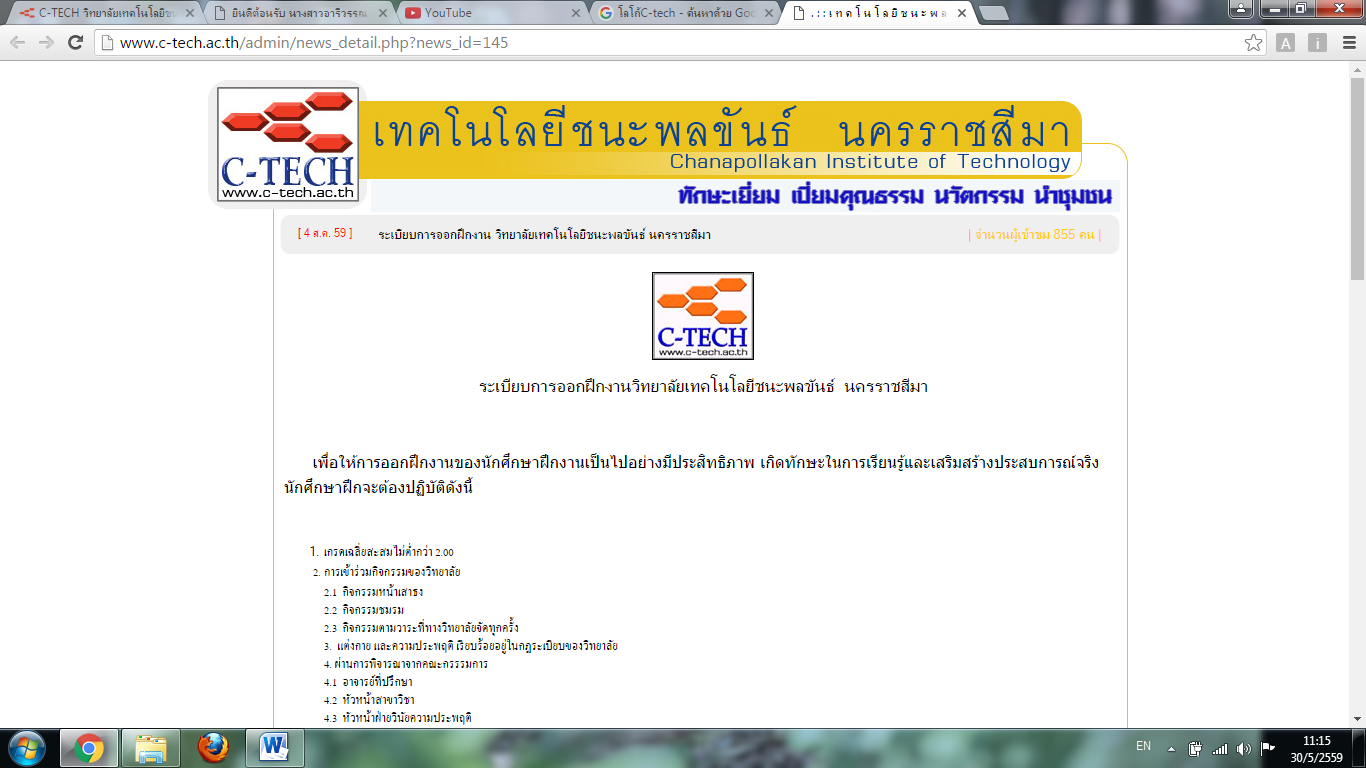 C-TECH วิทยาลัยเทคโนโลยีชน
ยินดีต้อนรับ นางสาวอารีวรรณ
YouTube
โลโก้C-tech - ค้นหาด้วย Goo
. : : เ ท ค โ น โ ล ยี ช น ะ พ ล
www.c-tech.ac.th/admin/news_detail.php?news_id=145
C-TECH
www.c-tech.ac.th
เทคโนโลยีชนะพลขันธ์ นครราชสีมา
Chanapollakan Institute of Technology
ทักษะเยี่ยม เปี่ยมคุณธรรม นวัตกรรม นำชุมชน
[ 4 ส.ค. 59 ] ระเบียบการออกฝึกงาน วิทยาลัยเทคโนโลยีชนะพลขันธ์ นครราชสีมา | จำนวนผู้เข้าชม 855 คน |
C-TECH
www.c-tech.ac.th
ระเบียบการออกฝึกงานวิทยาลัยเทคโนโลยีชนะพลขันธ์ นครราชสีมา
เพื่อให้การออกฝึกงานของนักศึกษาฝึกงานเป็นไปอย่างมีประสิทธิภาพ เกิดทักษะในการเรียนรู้และเสริมสร้างประสบการณ์จริง
นักศึกษาฝึกจะต้องปฏิบัติดังนี้
1. เกรดเฉลี่ยสะสมไม่ต่ำกว่า 2.00
2. การเข้าร่วมกิจกรรมของวิทยาลัย
2.1 กิจกรรมหน้าเสาธง
2.2 กิจกรรมชมรม
2.3 กิจกรรมตามวาระที่ทางวิทยาลัยจัดทุกครั้ง
3. แต่งกาย และความประพฤติ เรียบร้อยอยู่ในกฎระเบียบของวิทยาลัย
4. ผ่านการพิจารณาจากคณะกรรรมการ
4.1 อาจารย์ที่ปรึกษา
4.2 หัวหน้าสาขาวิชา
4.3 หัวหน้าฝ่ายวินัยความประพฤติ
EN
11:15
30/5/2559